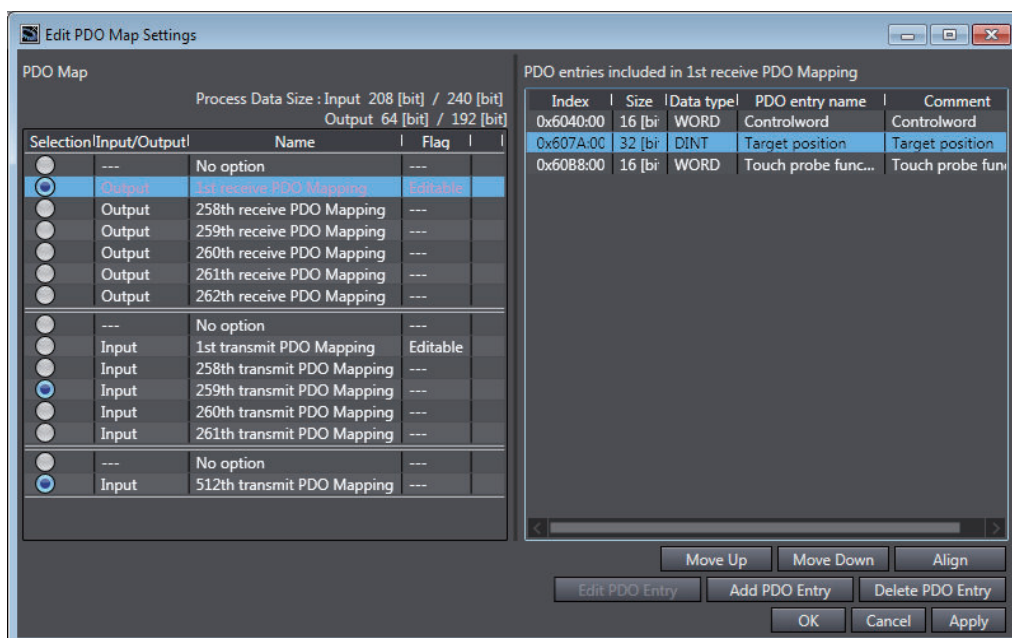 Edit PDO Map Settings
PDO Map
Process Data Size : Input 208 [bit] / 240 [bit]
Output 64 [bit] / 192 [bit]
Selection Input/Output Name Flag
--- No option ---
Output 1st receive PDO Mapping Editable
Output 258th receive PDO Mapping ---
Output 259th receive PDO Mapping ---
Output 260th receive PDO Mapping ---
Output 261th receive PDO Mapping ---
Output 262th receive PDO Mapping ---
--- No option ---
Input 1st transmit PDO Mapping Editable
Input 258th transmit PDO Mapping ---
Input 259th transmit PDO Mapping ---
Input 260th transmit PDO Mapping ---
Input 261th transmit PDO Mapping ---
--- No option ---
Input 512th transmit PDO Mapping ---
PDO entries included in 1st receive PDO Mapping
Index Size Data type PDO entry name Comment
0x6040:00 16 [bi WORD Controlword Controlword
0x607A:00 32 [bi DINT Target position Target position
0x60B8:00 16 [bi WORD Touch probe func... Touch probe fun
Move Up Move Down Align
Edit PDO Entry Add PDO Entry Delete PDO Entry
OK Cancel Apply